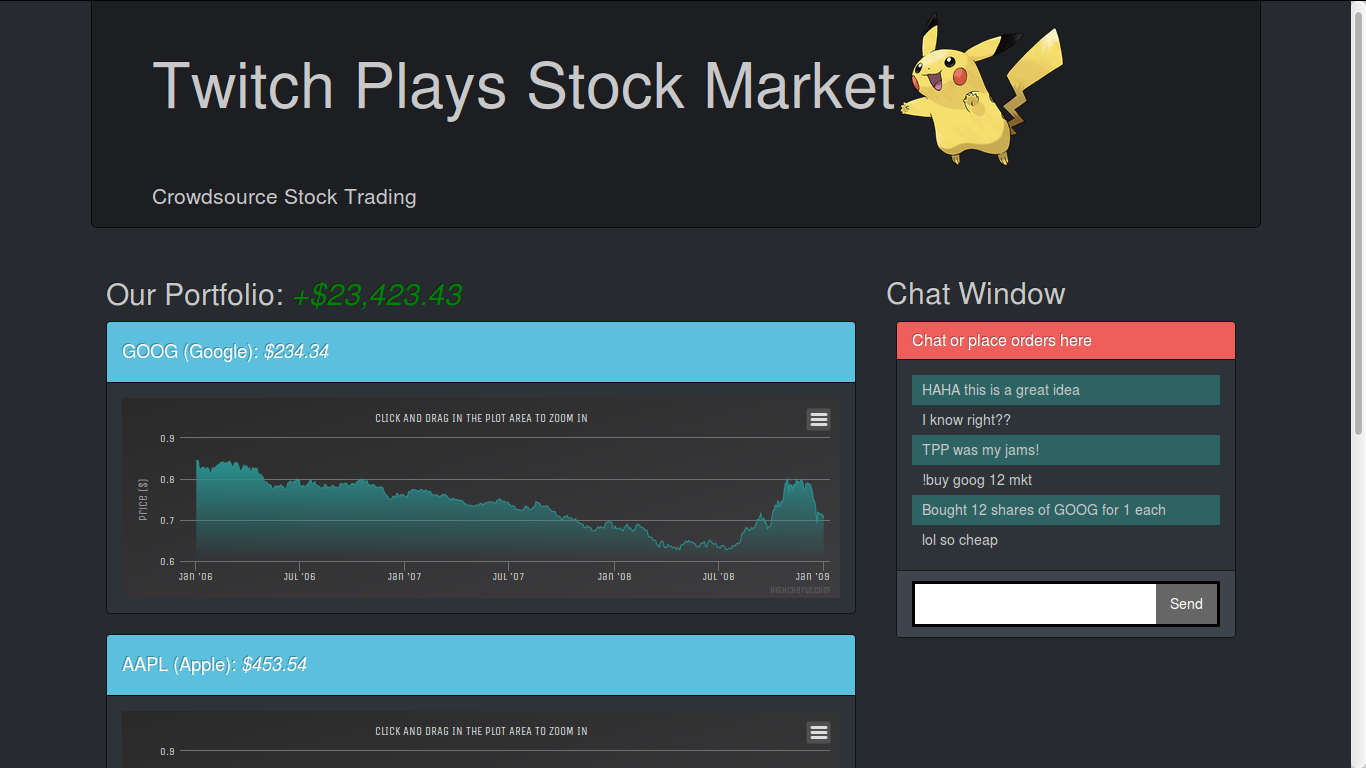 Twitch Plays Stock Market
Crowdsource Stock Trading
Our Portfolio: +$23,423.43
GOOG (Google): $234.34
CLICK AND DRAG IN THE PLOT AREA TO ZOOM IN
price ($)
0.9
0.8
0.7
0.6
Jan '06
Jul '06
Jan '07
Jul '07
Jan '08
Jul '08
Jan '09
Highcharts.com
AAPL (Apple): $453.54
CLICK AND DRAG IN THE PLOT AREA TO ZOOM IN
0.9
Chat Window
Chat or place orders here
HAHA this is a great idea
I know right??
TPP was my jams!
!buy goog 12 mkt
Bought 12 shares of GOOG for 1 each
lol so cheap
Send